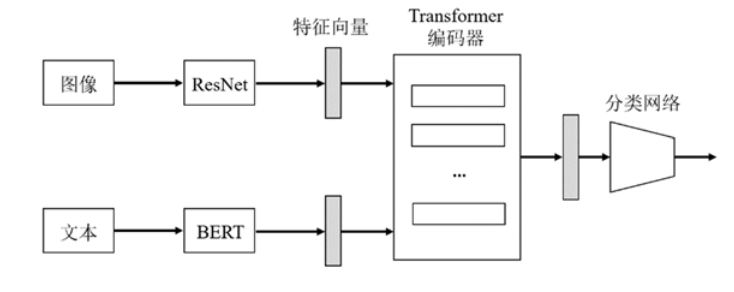 Transformer
编码器
特征向量
图像
ResNet
分类网络
...
文本
BERT